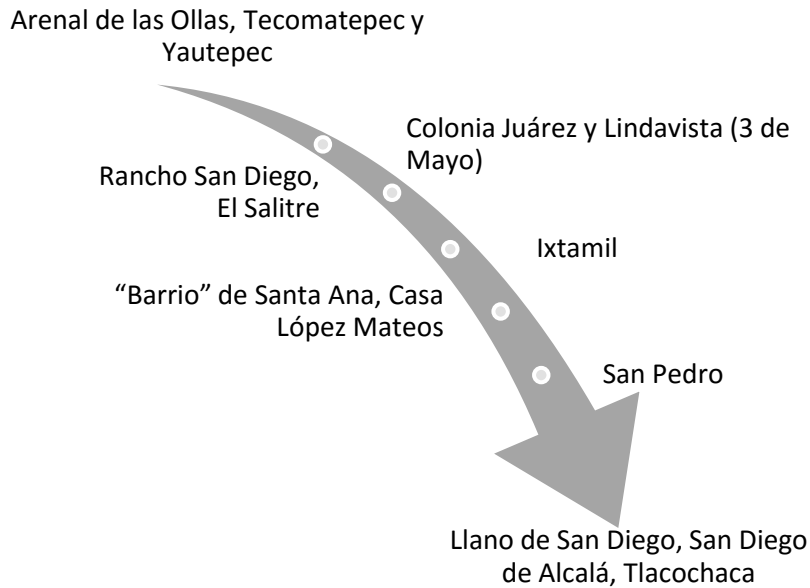 Arenal de las Ollas, Tecomatepec y
Yautepec
Colonia Juárez y Lindavista (3 de
Mayo)
Rancho San Diego,
El Salitre
Ixtamil
“Barrio” de Santa Ana, Casa
López Mateos
San Pedro
Llano de San Diego, San Diego
de Alcalá, Tlacochaca